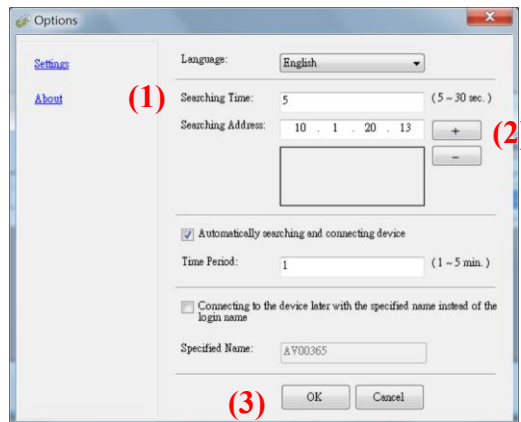 Options
Settings
About
Language: English
(1) Searching Time: 5 (5 ~ 30 sec.)
Searching Address: 10 . 1 . 20 . 13 + (2)
−
Automatically searching and connecting device
Time Period: 1 (1 ~ 5 min.)
Connecting to the device later with the specified name instead of the
login name
Specified Name: AV00365
(3) OK Cancel